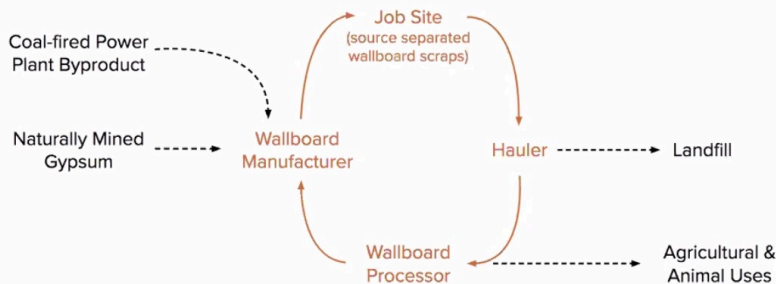 Job Site
(source separated
wallboard scraps)
Coal-fired Power
Plant Byproduct
Naturally Mined
Gypsum
Wallboard
Manufacturer
Hauler
Landfill
Wallboard
Processor
Agricultural &
Animal Uses